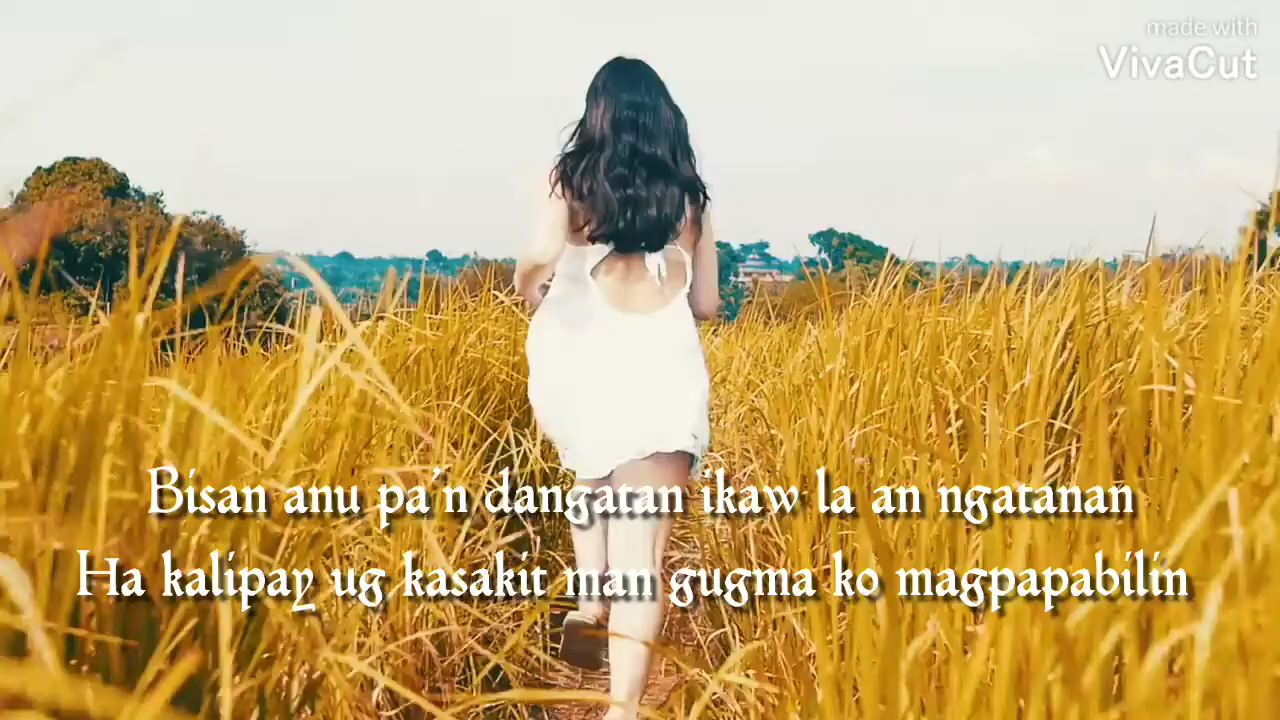 made with
VivaCut
Bisan anu pa'n dangatan ikaw la an ngatanan
Ha kalipay ug kasakit man gugma ko magpapabilin